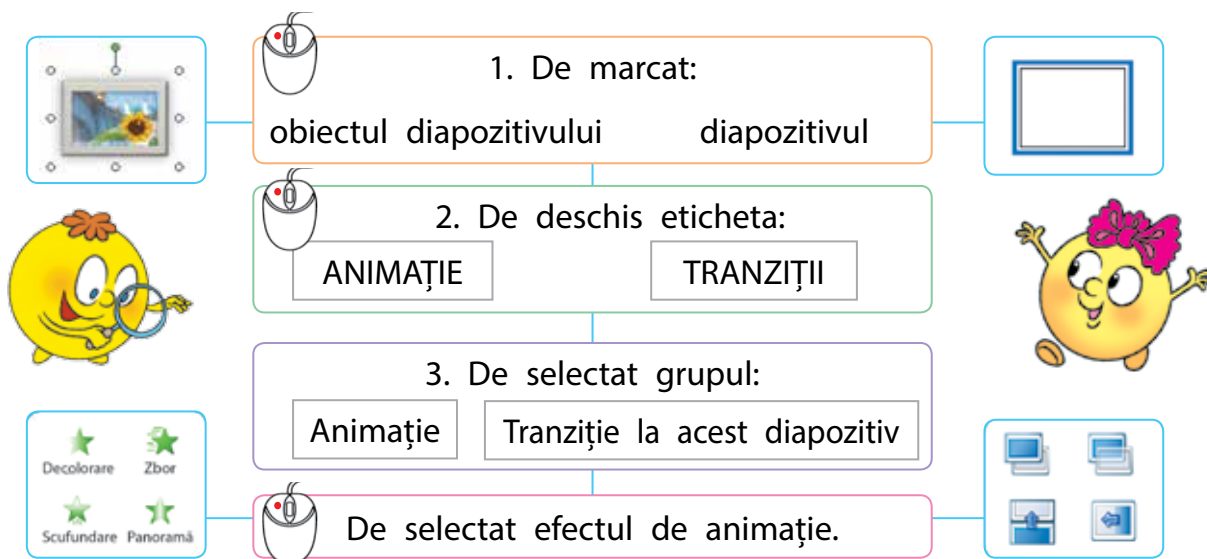 1. De marcat:
obiectul diapozitivului diapozitivul
2. De deschis eticheta:
ANIMAȚIE TRANZIȚII
3. De selectat grupul:
Animație Tranziție la acest diapozitiv
Decolorare Zbor
Scufundare Panoramă
De selectat efectul de animație.